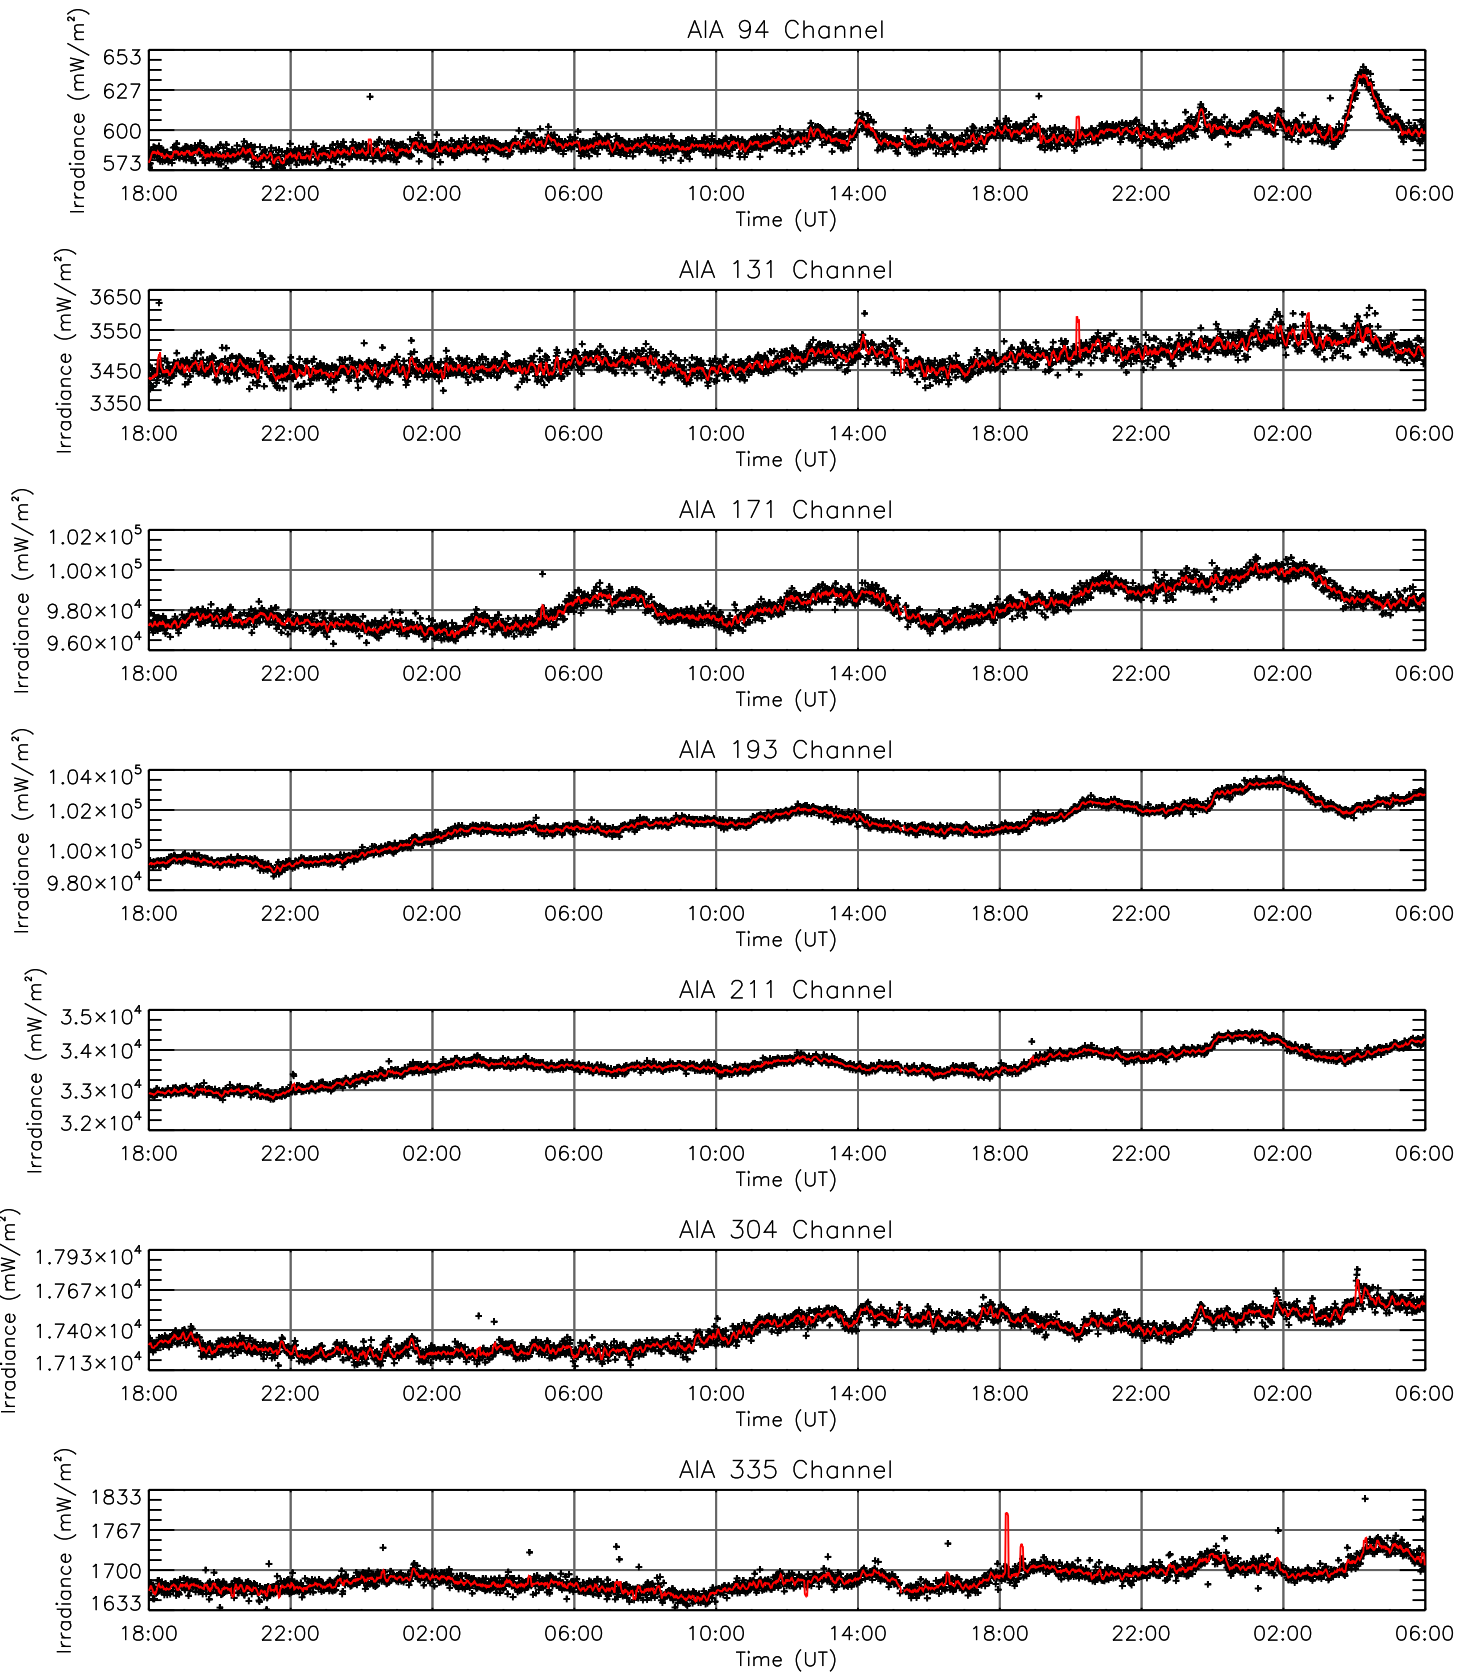 AIA 94 Channel
Irradiance (mW/m²)
653
627
600
573
18:00 22:00 02:00 06:00 10:00 14:00 18:00 22:00 02:00 06:00
Time (UT)
AIA 131 Channel
Irradiance (mW/m²)
3650
3550
3450
3350
18:00 22:00 02:00 06:00 10:00 14:00 18:00 22:00 02:00 06:00
Time (UT)
AIA 171 Channel
Irradiance (mW/m²)
1.02×10⁵
1.00×10⁵
9.80×10⁴
9.60×10⁴
18:00 22:00 02:00 06:00 10:00 14:00 18:00 22:00 02:00 06:00
Time (UT)
AIA 193 Channel
Irradiance (mW/m²)
1.04×10⁵
1.02×10⁵
1.00×10⁵
9.80×10⁴
18:00 22:00 02:00 06:00 10:00 14:00 18:00 22:00 02:00 06:00
Time (UT)
AIA 211 Channel
Irradiance (mW/m²)
3.5×10⁴
3.4×10⁴
3.3×10⁴
3.2×10⁴
18:00 22:00 02:00 06:00 10:00 14:00 18:00 22:00 02:00 06:00
Time (UT)
AIA 304 Channel
Irradiance (mW/m²)
1.793×10⁴
1.767×10⁴
1.740×10⁴
1.713×10⁴
18:00 22:00 02:00 06:00 10:00 14:00 18:00 22:00 02:00 06:00
Time (UT)
AIA 335 Channel
Irradiance (mW/m²)
1833
1767
1700
1633
18:00 22:00 02:00 06:00 10:00 14:00 18:00 22:00 02:00 06:00
Time (UT)